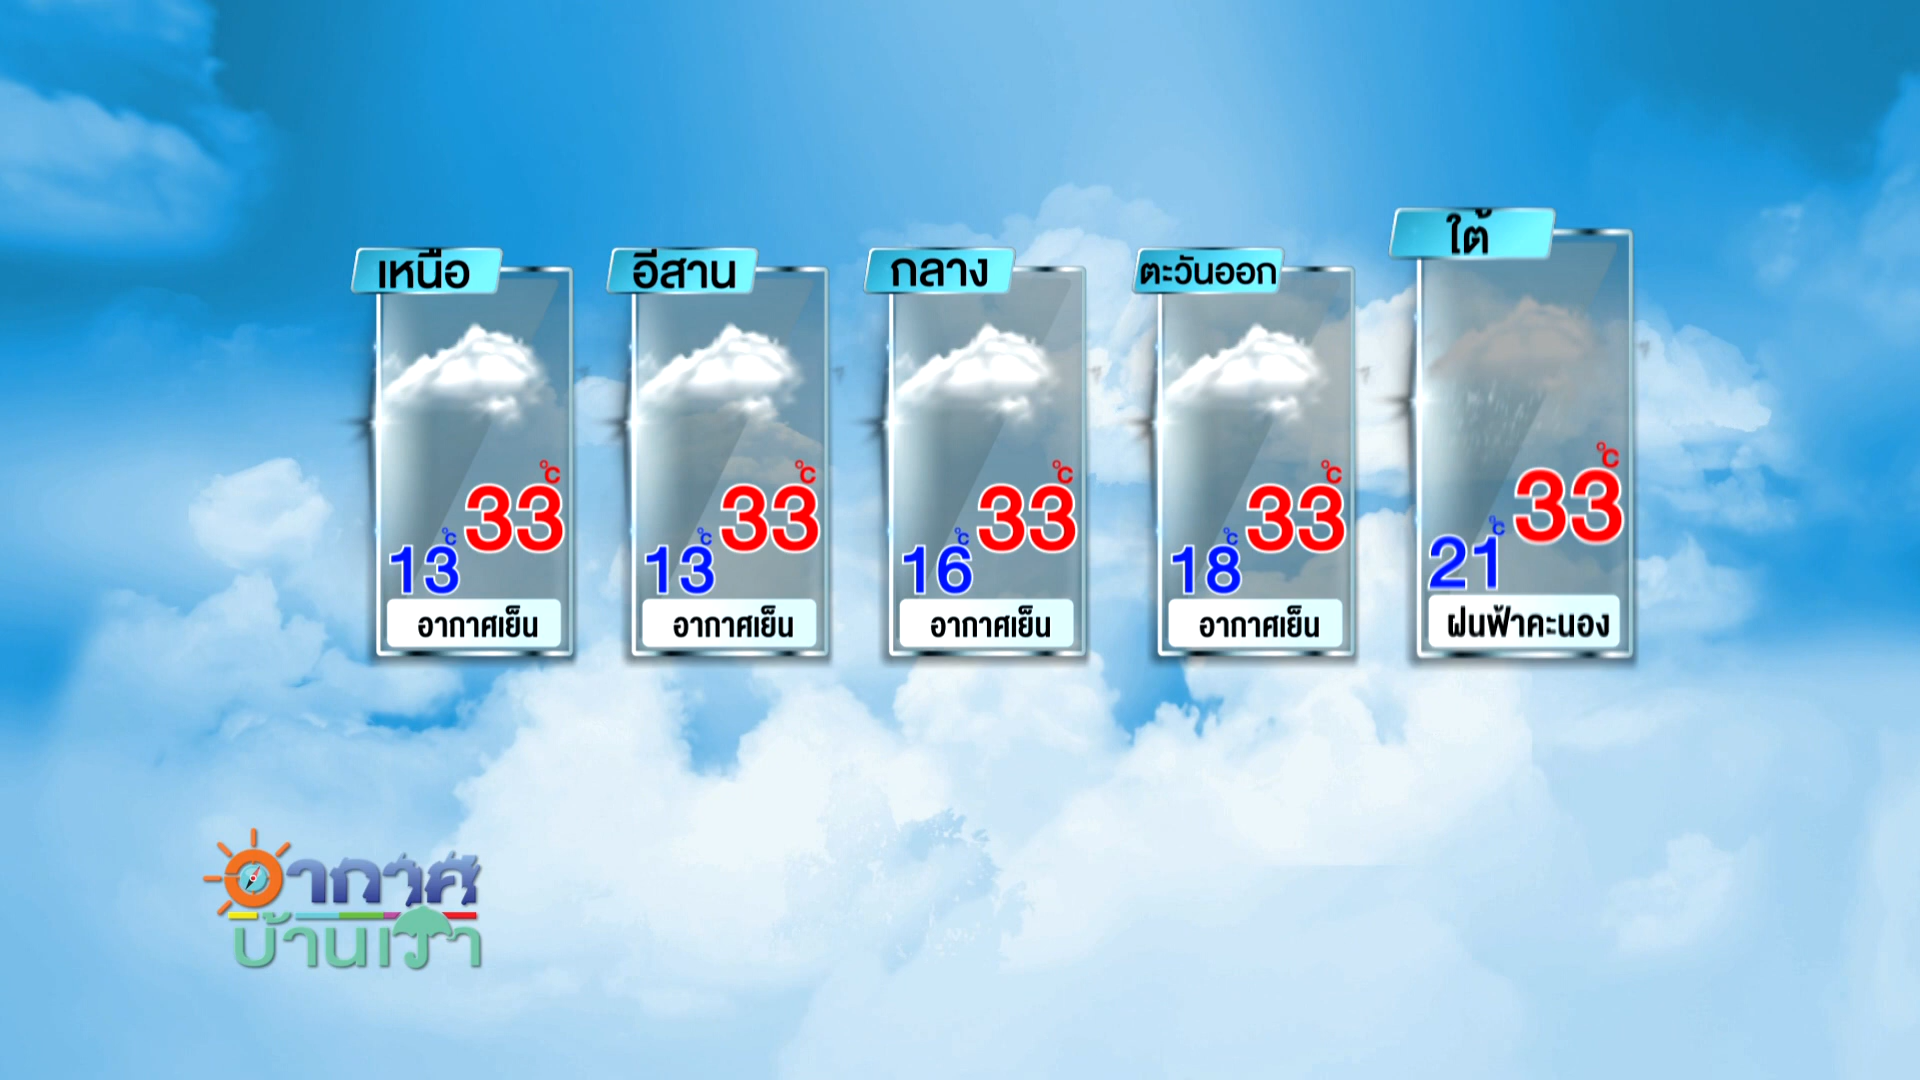 เหนือ
33°C
13°C
อากาศเย็น
อีสาน
33°C
13°C
อากาศเย็น
กลาง
33°C
16°C
อากาศเย็น
ตะวันออก
33°C
18°C
อากาศเย็น
ใต้
33°C
21°C
ฝนฟ้าคะนอง
อากาศ
บ้านเรา